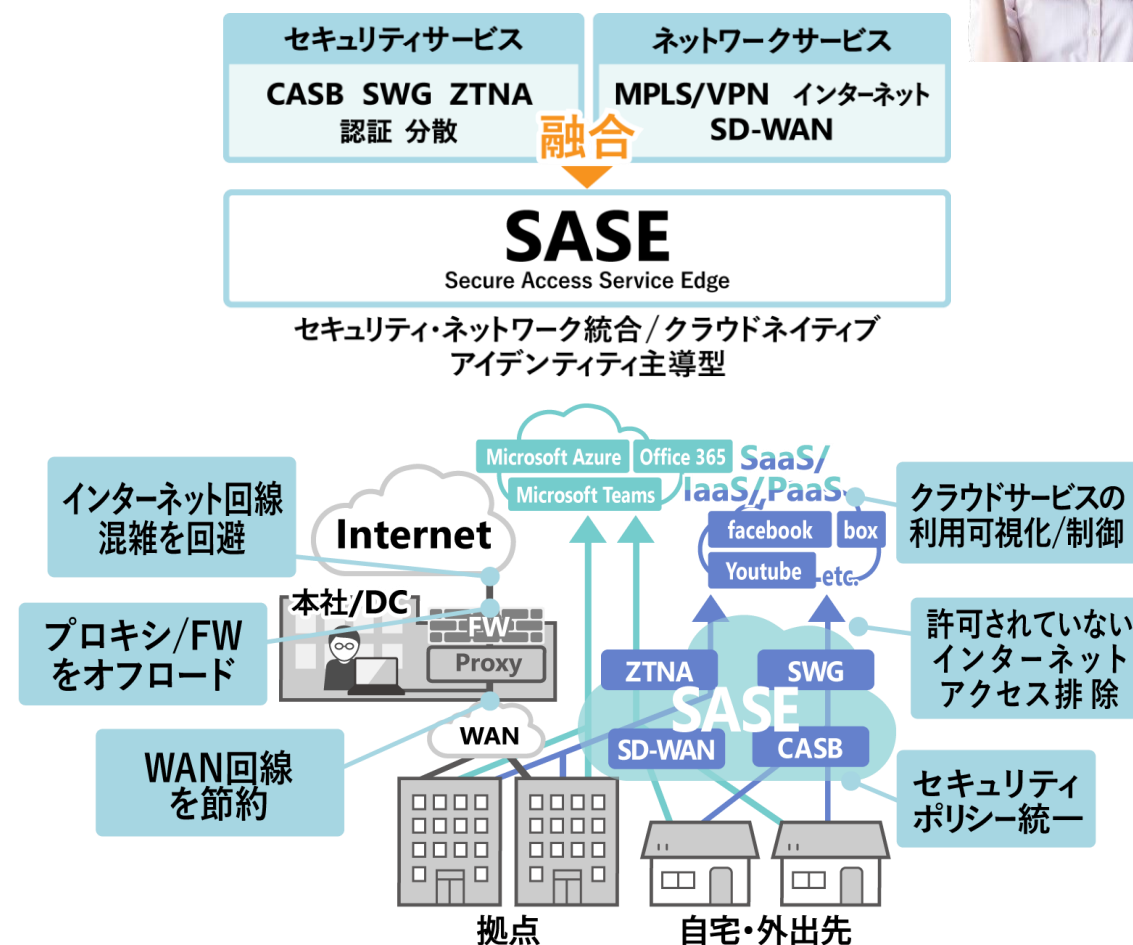 セキュリティサービス
CASB SWG ZTNA
認証 分散
ネットワークサービス
MPLS/VPN インターネット
SD-WAN
融合
SASE
Secure Access Service Edge
セキュリティ・ネットワーク統合/クラウドネイティブ
アイデンティティ主導型
Microsoft Azure
Office 365
Microsoft Teams
SaaS/
IaaS/PaaS
facebook
box
Youtube
etc.
インターネット回線
混雑を回避
Internet
クラウドサービスの
利用可視化/制御
本社/DC
FW
Proxy
プロキシ/FW
をオフロード
許可されていない
インターネット
アクセス排除
ZTNA
SWG
SASE
SD-WAN
CASB
WAN
WAN回線
を節約
セキュリティ
ポリシー統一
拠点
自宅・外出先